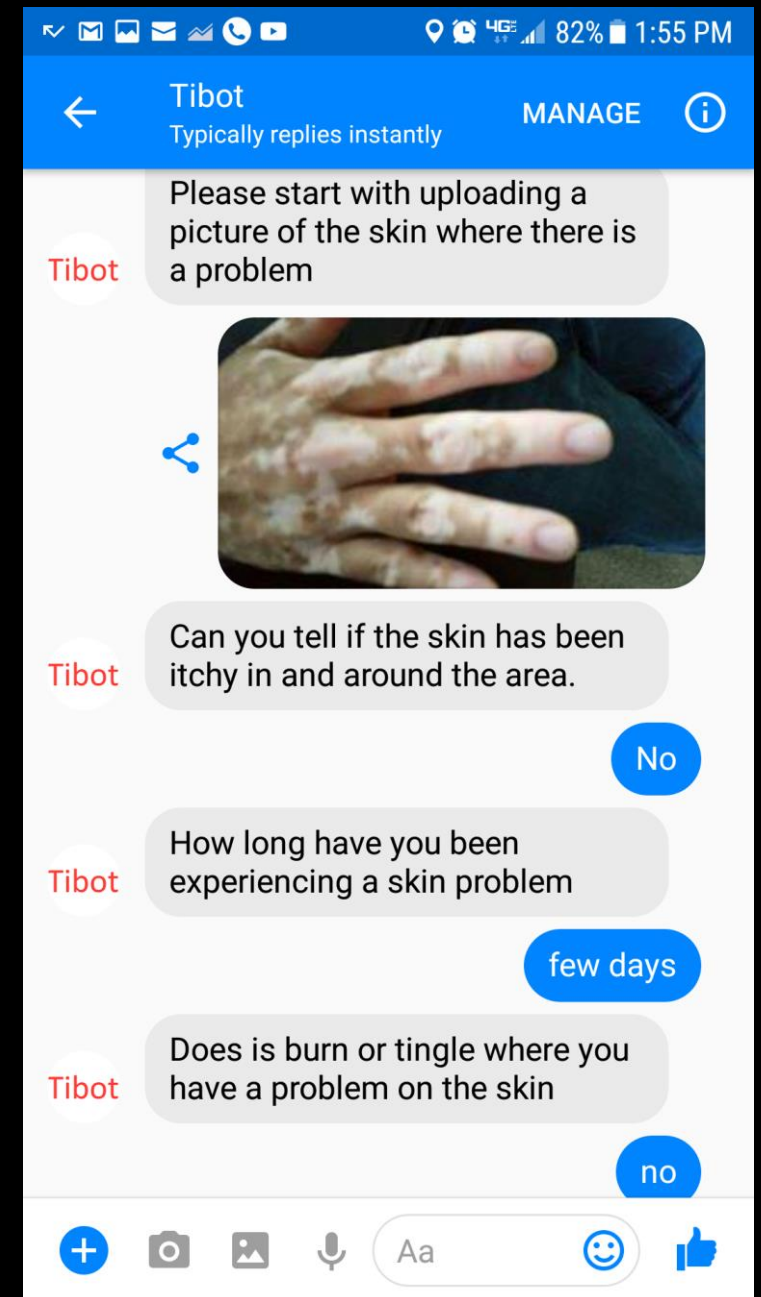 82% 1:55 PM
Tibot
Typically replies instantly
MANAGE
Please start with uploading a
picture of the skin where there is
a problem
Tibot
Can you tell if the skin has been
itchy in and around the area.
Tibot
No
How long have you been
experiencing a skin problem
Tibot
few days
Does is burn or tingle where you
have a problem on the skin
Tibot
no
Aa